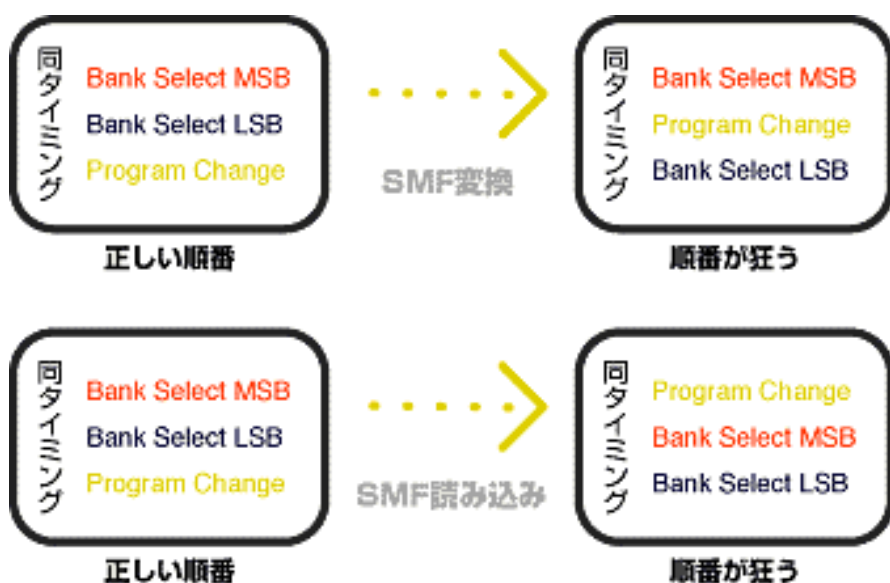 同タイミング
Bank Select MSB
Bank Select LSB
Program Change
正しい順番
SMF変換
同タイミング
Bank Select MSB
Program Change
Bank Select LSB
順番が狂う
同タイミング
Bank Select MSB
Bank Select LSB
Program Change
正しい順番
SMF読み込み
同タイミング
Program Change
Bank Select MSB
Bank Select LSB
順番が狂う